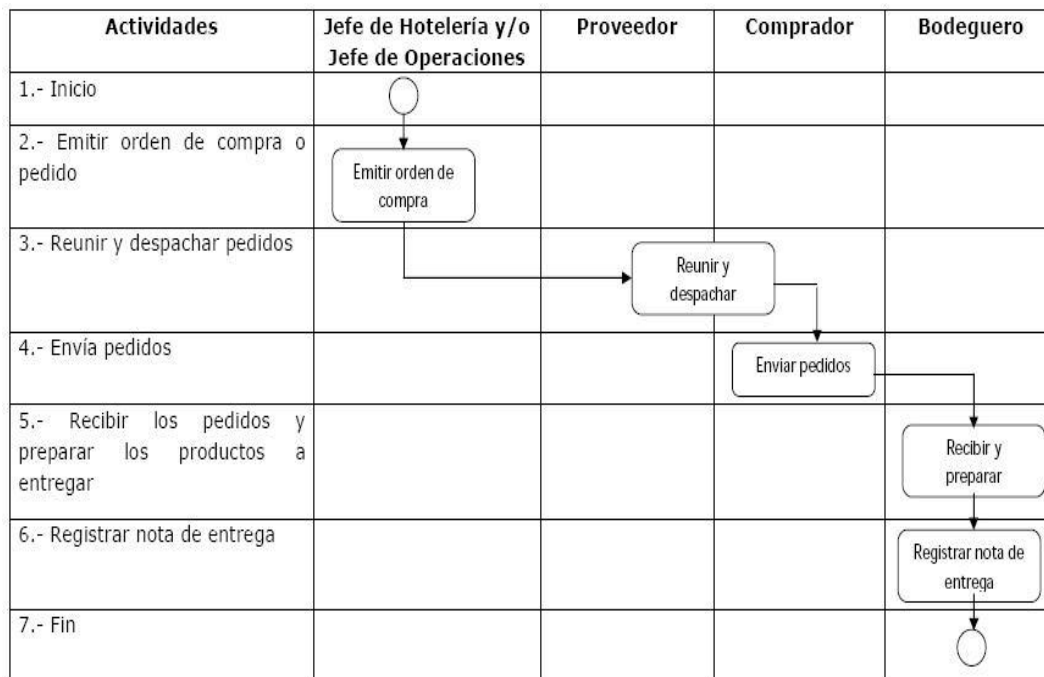 Actividades
Jefe de Hotelería y/o
Jefe de Operaciones
Proveedor
Comprador
Bodeguero
1.- Inicio
2.- Emitir orden de compra o
pedido
Emitir orden de
compra
3.- Reunir y despachar pedidos
Reunir y
despachar
4.- Envía pedidos
Enviar pedidos
5.- Recibir los pedidos y
preparar los productos a
entregar
Recibir y
preparar
6.- Registrar nota de entrega
Registrar nota de
entrega
7.- Fin